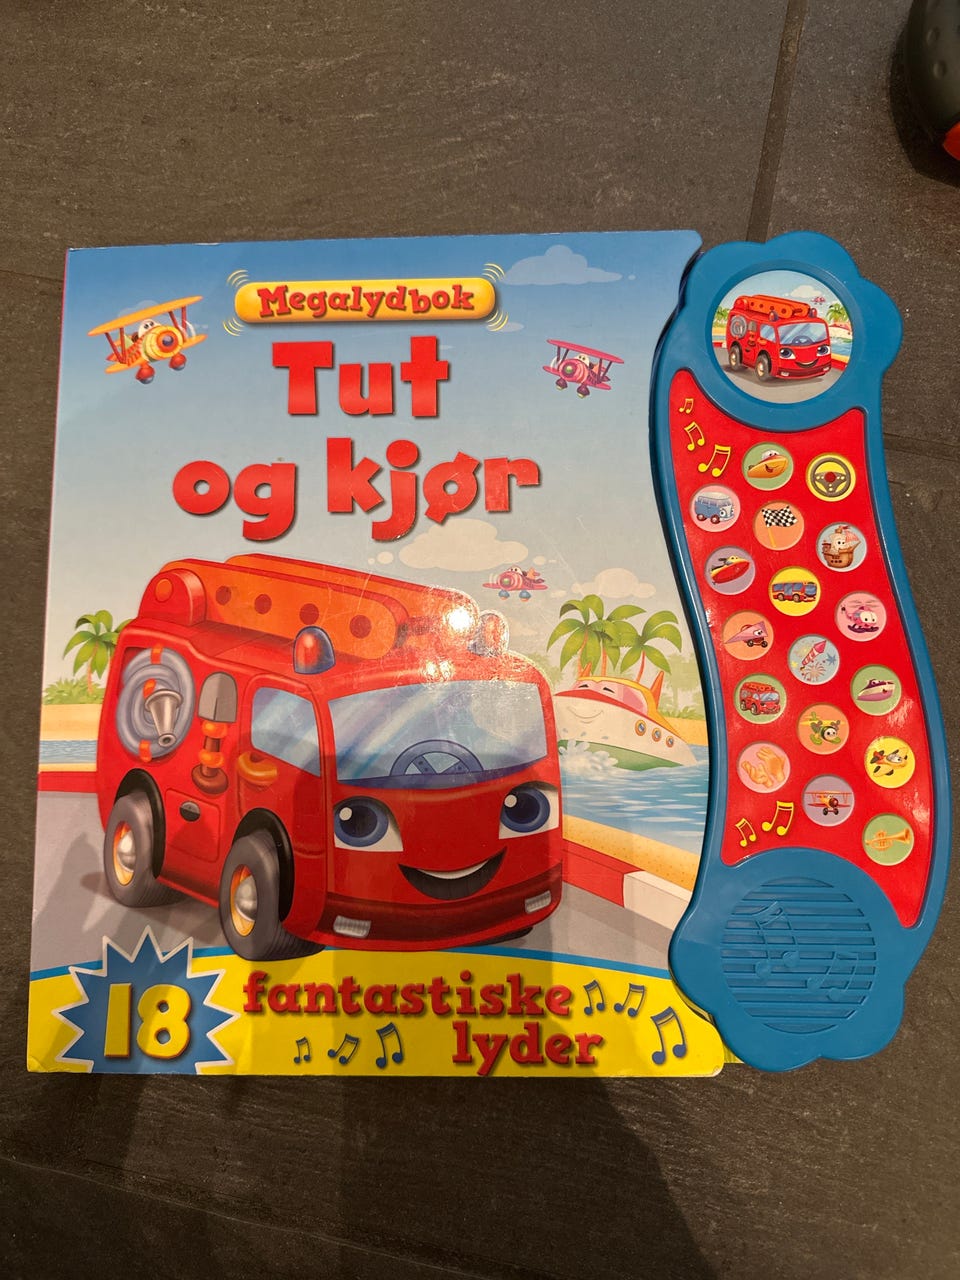 Megalydbok
Tut
og kjør
18
fantastiske
lyder